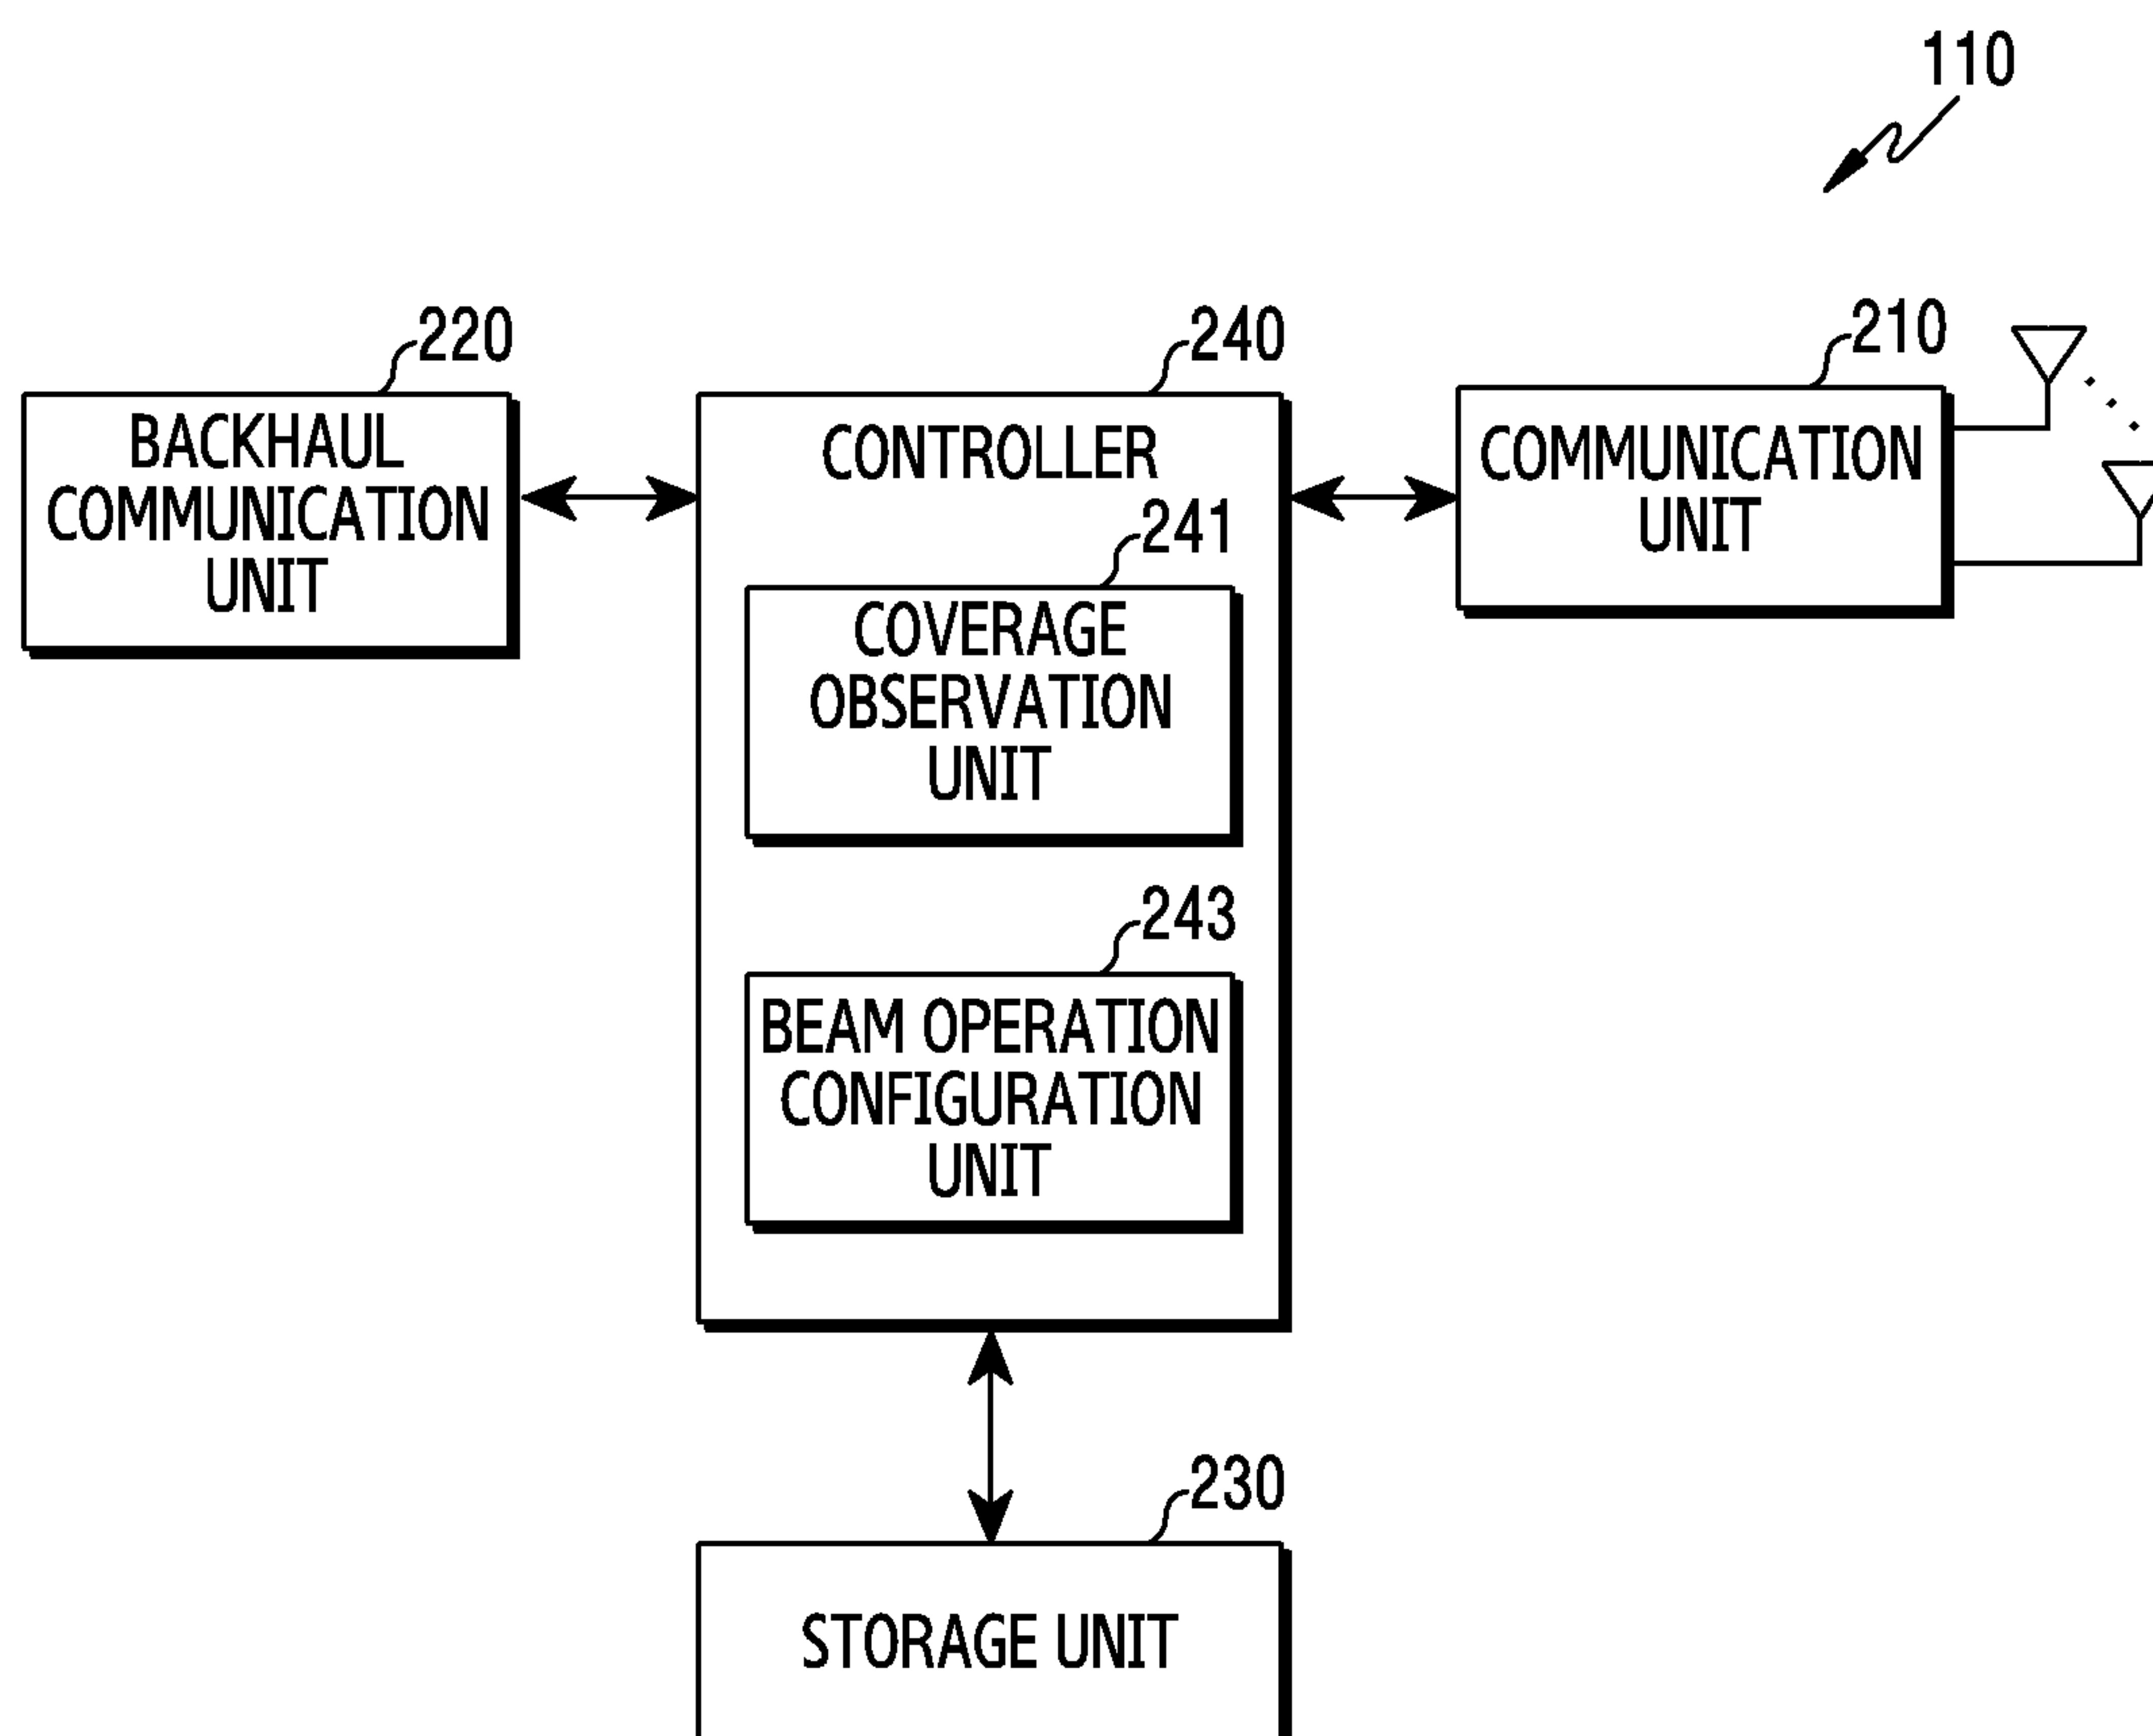 110
220
240
210
BACKHAUL
COMMUNICATION
UNIT
CONTROLLER
COMMUNICATION
UNIT
241
COVERAGE
OBSERVATION
UNIT
243
BEAM OPERATION
CONFIGURATION
UNIT
230
STORAGE UNIT